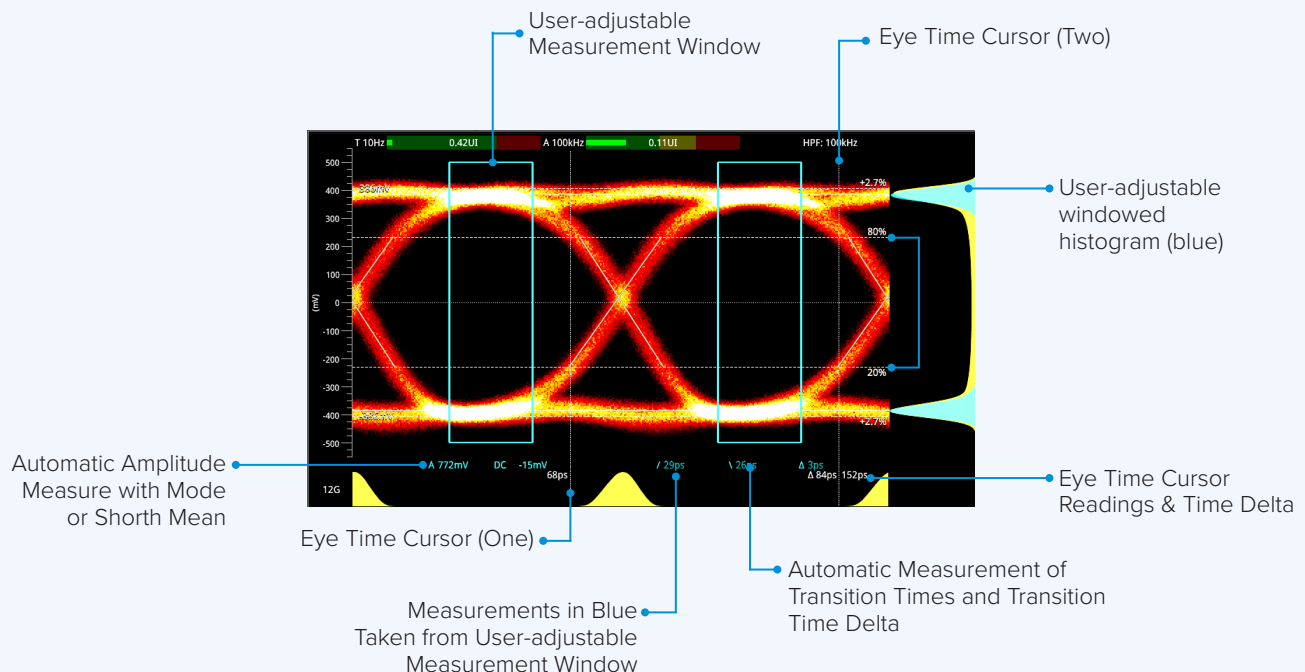 User-adjustable
Measurement Window
Eye Time Cursor (Two)
T 10Hz 0.42UI A 100kHz 0.11UI HPF: 100kHz
500
400
300
200
100
0
-100
-200
-300
-400
-500
(mV)
+2.7%
80%
20%
+2.7%
User-adjustable
windowed
histogram (blue)
A 772mV DC -15mV / 29ps \ 26ps Δ 3ps
68ps Δ 84ps 152ps
12G
Automatic Amplitude
Measure with Mode
or Shorth Mean
Eye Time Cursor (One)
Measurements in Blue
Taken from User-adjustable
Measurement Window
Automatic Measurement of
Transition Times and Transition
Time Delta
Eye Time Cursor
Readings & Time Delta